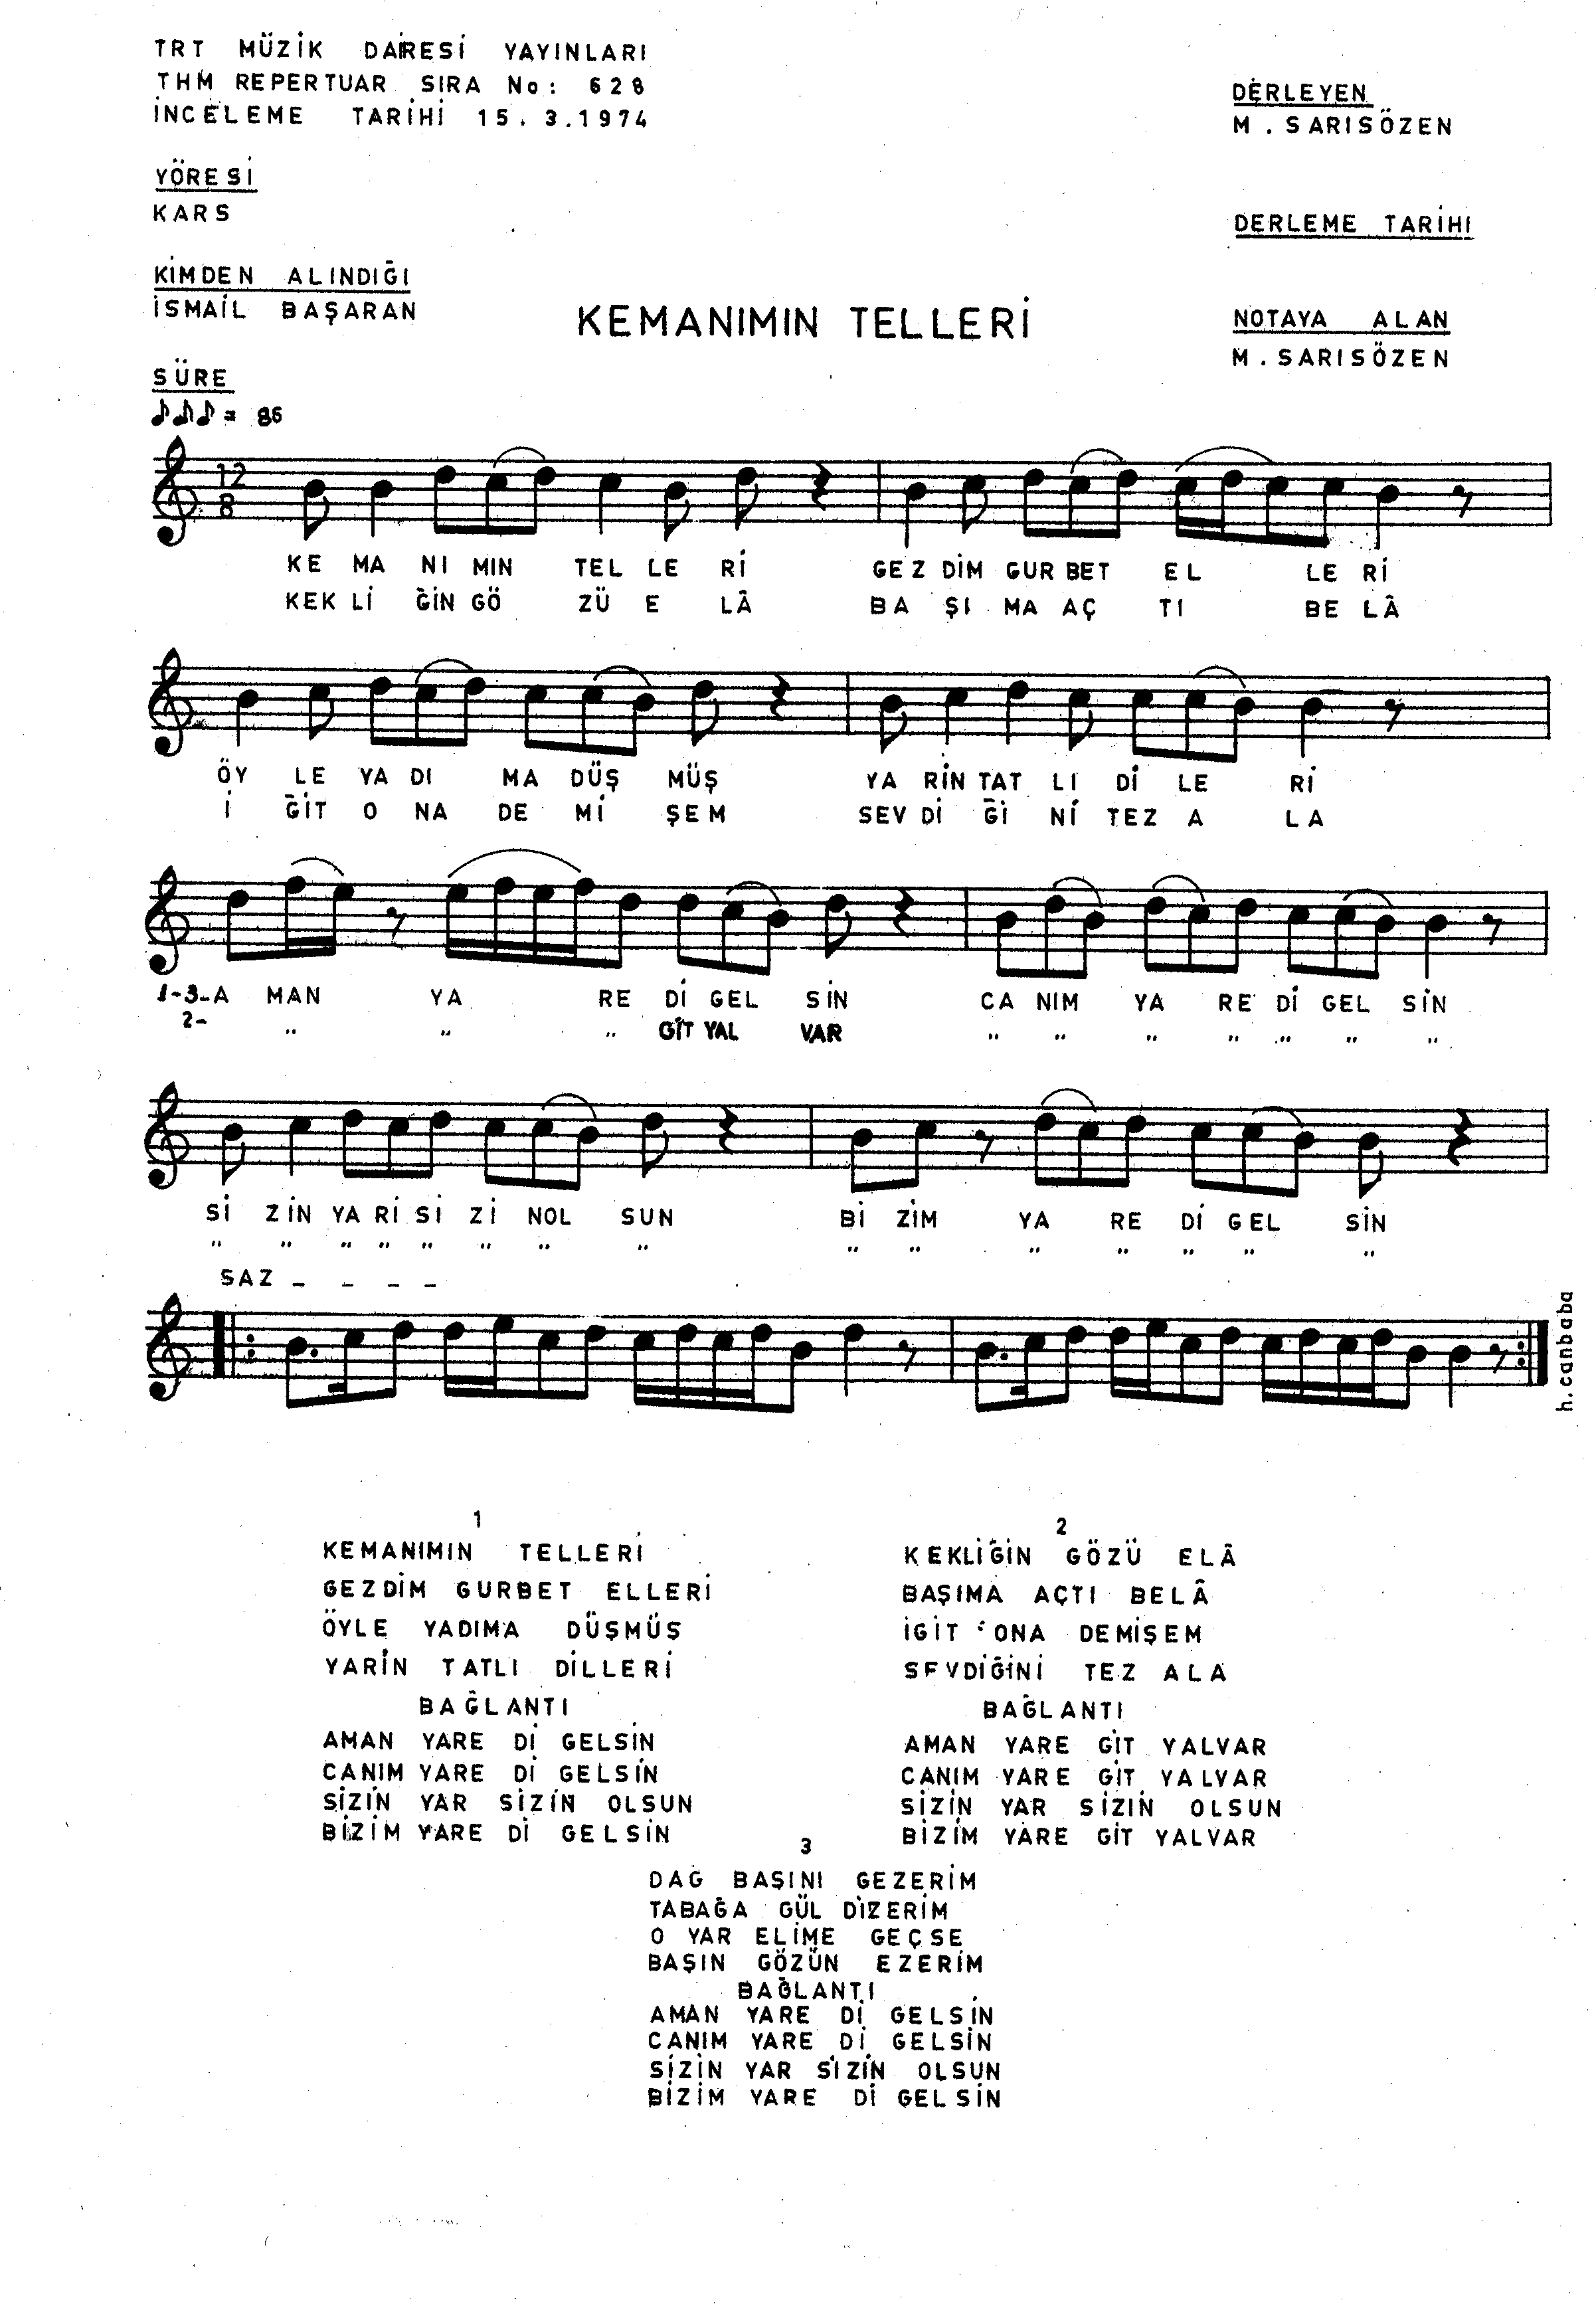 TRT MÜZİK DAİRESİ YAYINLARI
THM REPERTUAR SIRA No: 628
İNCELEME TARİHİ 15.3.1974
DERLEYEN
M. SARISÖZEN
YÖRESİ
KARS
DERLEME TARİHİ
KİMDEN ALINDIĞI
İSMAİL BAŞARAN
KEMANIMIN TELLERİ
NOTAYA ALAN
M. SARISÖZEN
SÜRE
♪♪♪ = 86
12
8
KE MA NI MIN TEL LE Rİ GEZ DİM GUR BET EL LE Rİ
KEK Lİ ĞİN GÖ ZÜ E LÂ BA ŞI MA AÇ TI BE LÂ
ÖY LE YA DI MA DÜŞ MÜŞ YA RİN TAT LI Dİ LE Rİ
İ ĞİT O NA DE Mİ ŞEM SEV Dİ Ğİ Nİ TEZ A LA
1-3-A MAN YA RE Dİ GEL SİN CA NIM YA RE Dİ GEL SİN
2- " " " GİT YAL VAR " " " " " " "
Sİ ZİN YA Rİ Sİ Zİ NOL SUN Bİ ZİM YA RE Dİ GEL SİN
" " " " " " " " " " " " " " "
SAZ _ _ _ _
h. canbaba
1
KEMANIMIN TELLERİ
GEZDİM GURBET ELLERİ
ÖYLE YADIMA DÜŞMÜŞ
YARİN TATLI DİLLERİ
BAĞLANTI
AMAN YARE Dİ GELSİN
CANIM YARE Dİ GELSİN
SİZİN YAR SİZİN OLSUN
BİZİM YARE Dİ GELSİN
2
KEKLİĞİN GÖZÜ ELÂ
BAŞIMA AÇTI BELÂ
İGİT ONA DEMİŞEM
SEVDİĞİNİ TEZ ALA
BAĞLANTI
AMAN YARE GİT YALVAR
CANIM YARE GİT YALVAR
SİZİN YAR SİZİN OLSUN
BİZİM YARE GİT YALVAR
3
DAĞ BAŞINI GEZERİM
TABAĞA GÜL DİZERİM
O YAR ELİME GEÇSE
BAŞIN GÖZÜN EZERİM
BAĞLANTI
AMAN YARE Dİ GELSİN
CANIM YARE Dİ GELSİN
SİZİN YAR SİZİN OLSUN
BİZİM YARE Dİ GELSİN